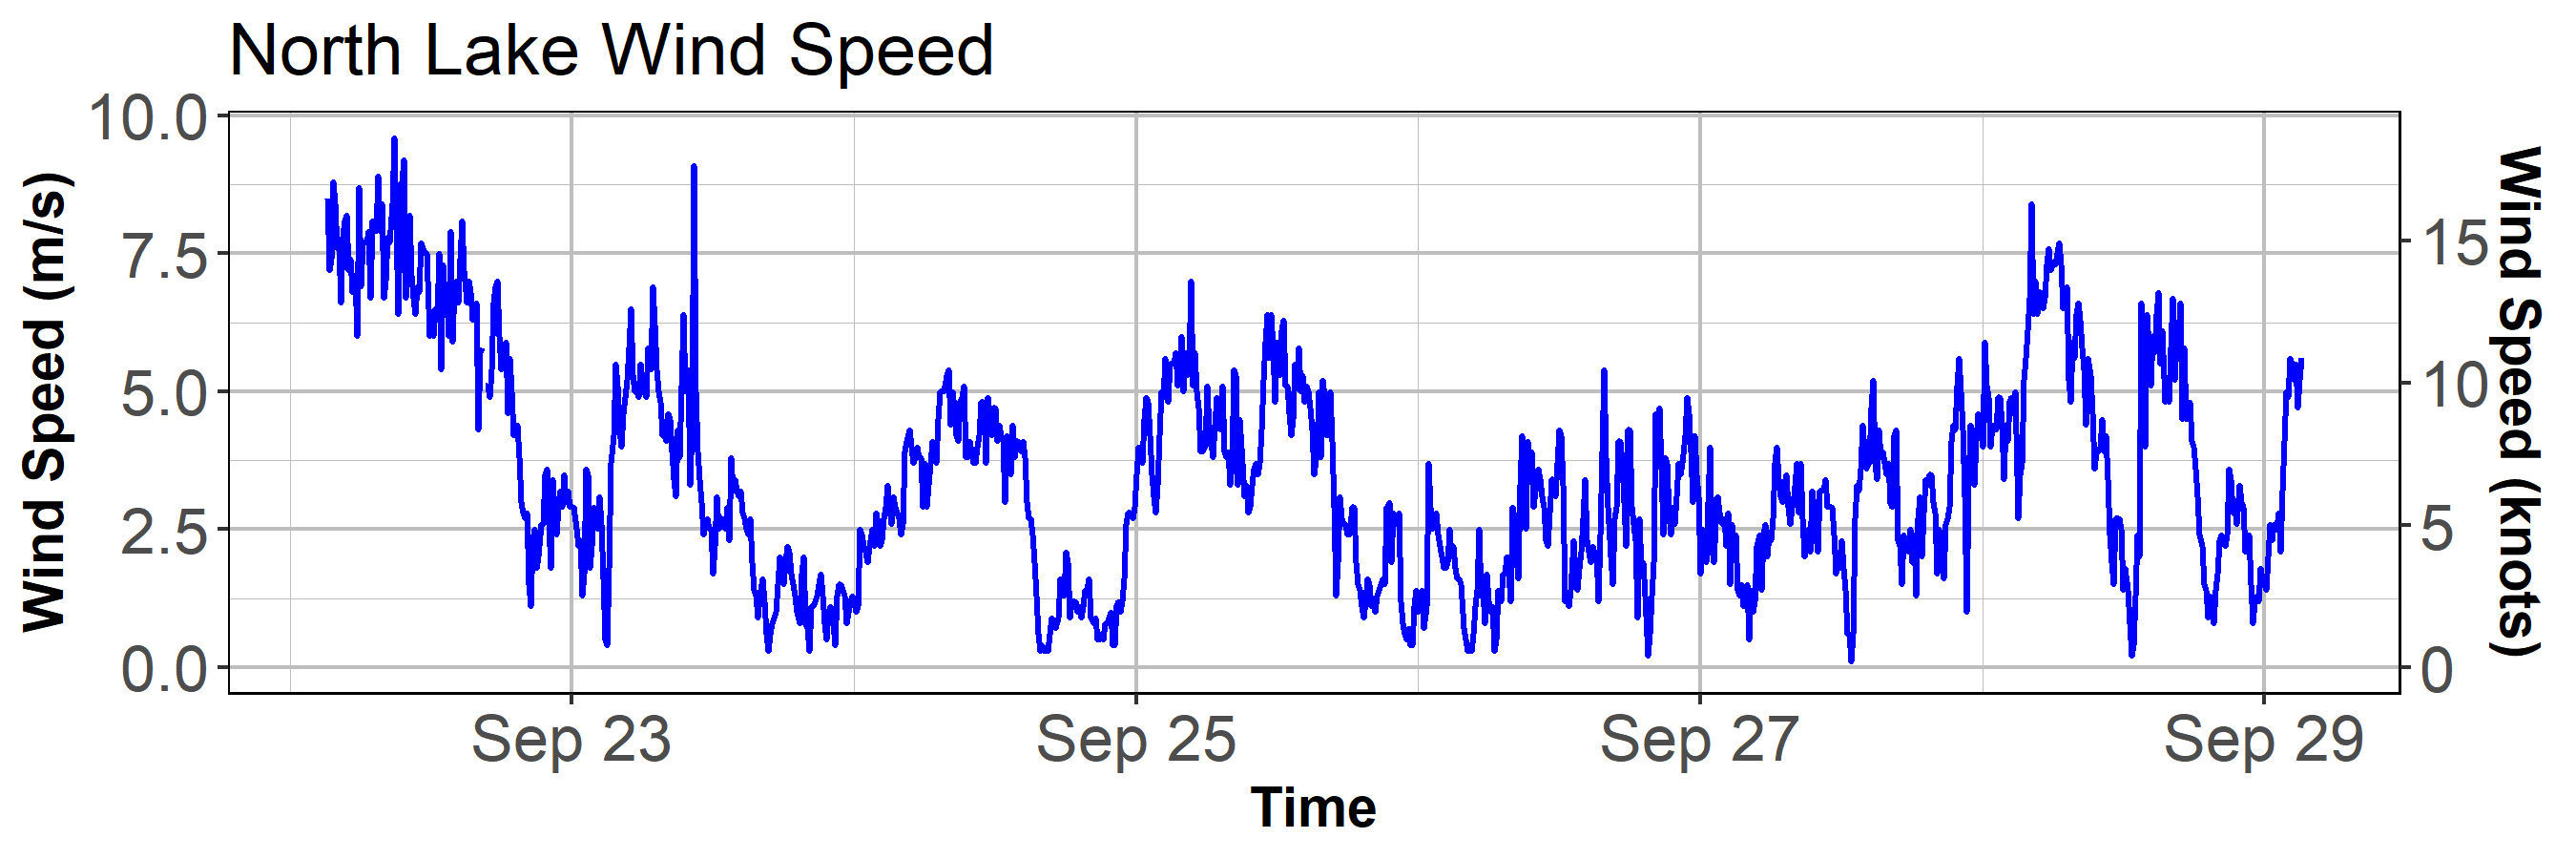 North Lake Wind Speed
Wind Speed (m/s)
10.0
7.5
5.0
2.5
0.0
Wind Speed (knots)
15
10
5
0
Sep 23
Sep 25
Sep 27
Sep 29
Time